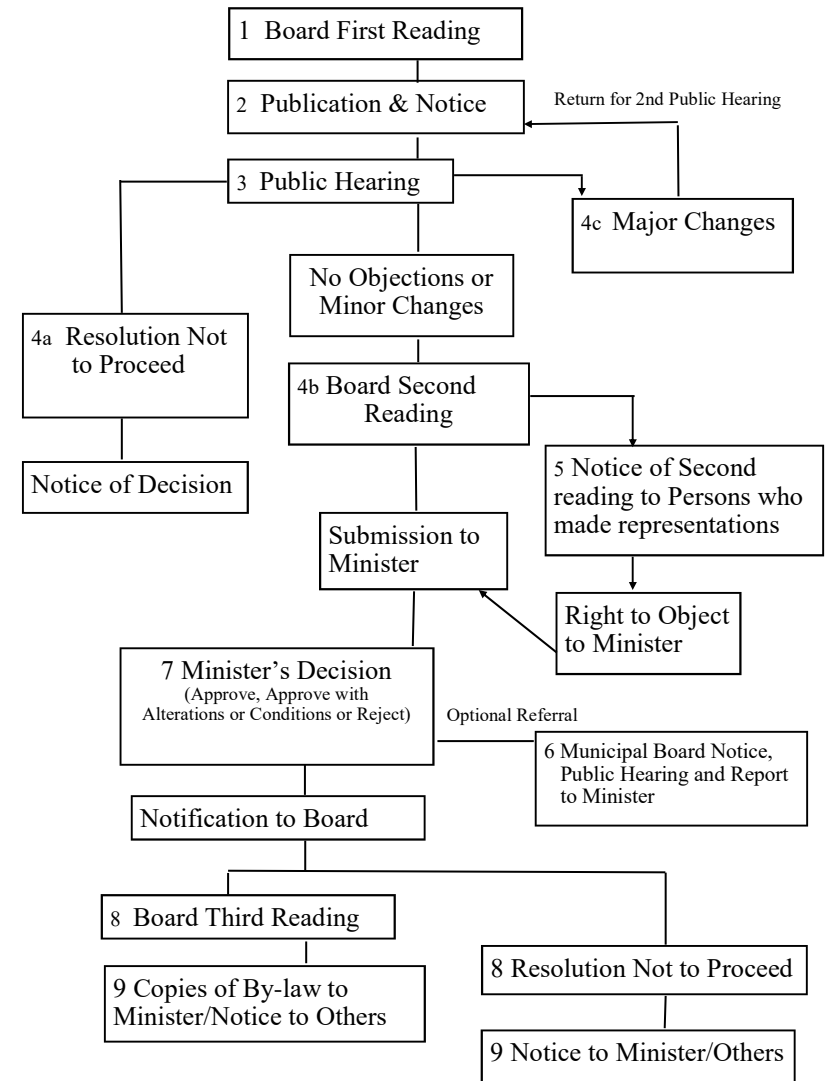 1 Board First Reading
2 Publication & Notice
Return for 2nd Public Hearing
3 Public Hearing
4c Major Changes
No Objections or
Minor Changes
4a Resolution Not
to Proceed
4b Board Second
Reading
Notice of Decision
5 Notice of Second
reading to Persons who
made representations
Submission to
Minister
Right to Object
to Minister
7 Minister’s Decision
(Approve, Approve with
Alterations or Conditions or Reject)
Optional Referral
6 Municipal Board Notice,
Public Hearing and Report
to Minister
Notification to Board
8 Board Third Reading
8 Resolution Not to Proceed
9 Copies of By-law to
Minister/Notice to Others
9 Notice to Minister/Others